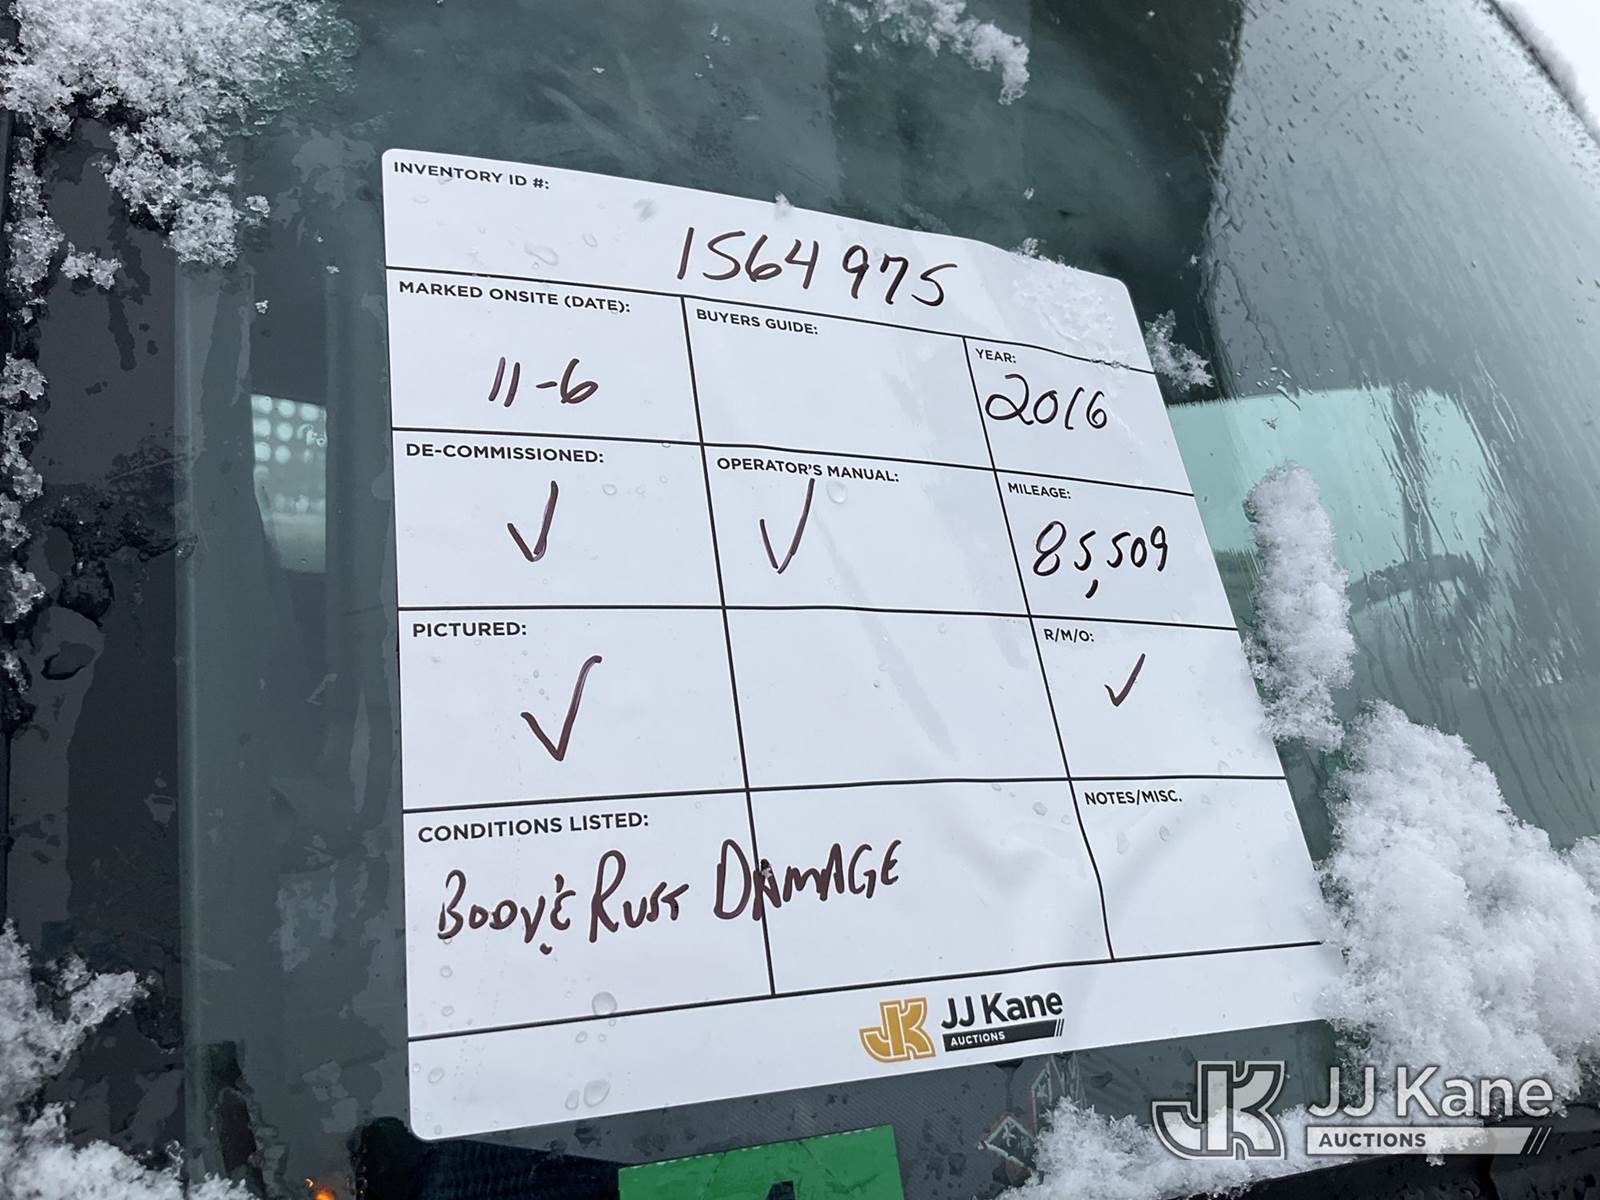 INVENTORY ID #:
1564975
MARKED ONSITE (DATE):
11-6
BUYERS GUIDE:
YEAR:
2016
DE-COMMISSIONED:
✓
OPERATOR'S MANUAL:
✓
MILEAGE:
85,509
PICTURED:
✓
R/M/O:
✓
CONDITIONS LISTED:
BODY & RUST DAMAGE
NOTES/MISC.
JJ Kane
AUCTIONS
JJ Kane
AUCTIONS